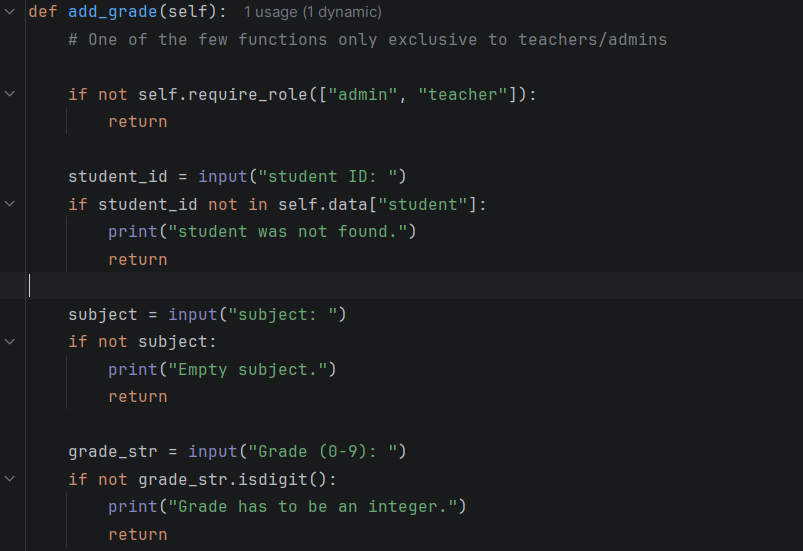 def add_grade(self): 1 usage (1 dynamic)
# One of the few functions only exclusive to teachers/admins
if not self.require_role(["admin", "teacher"]):
return
student_id = input("student ID: ")
if student_id not in self.data["student"]:
print("student was not found.")
return
subject = input("subject: ")
if not subject:
print("Empty subject.")
return
grade_str = input("Grade (0-9): ")
if not grade_str.isdigit():
print("Grade has to be an integer.")
return